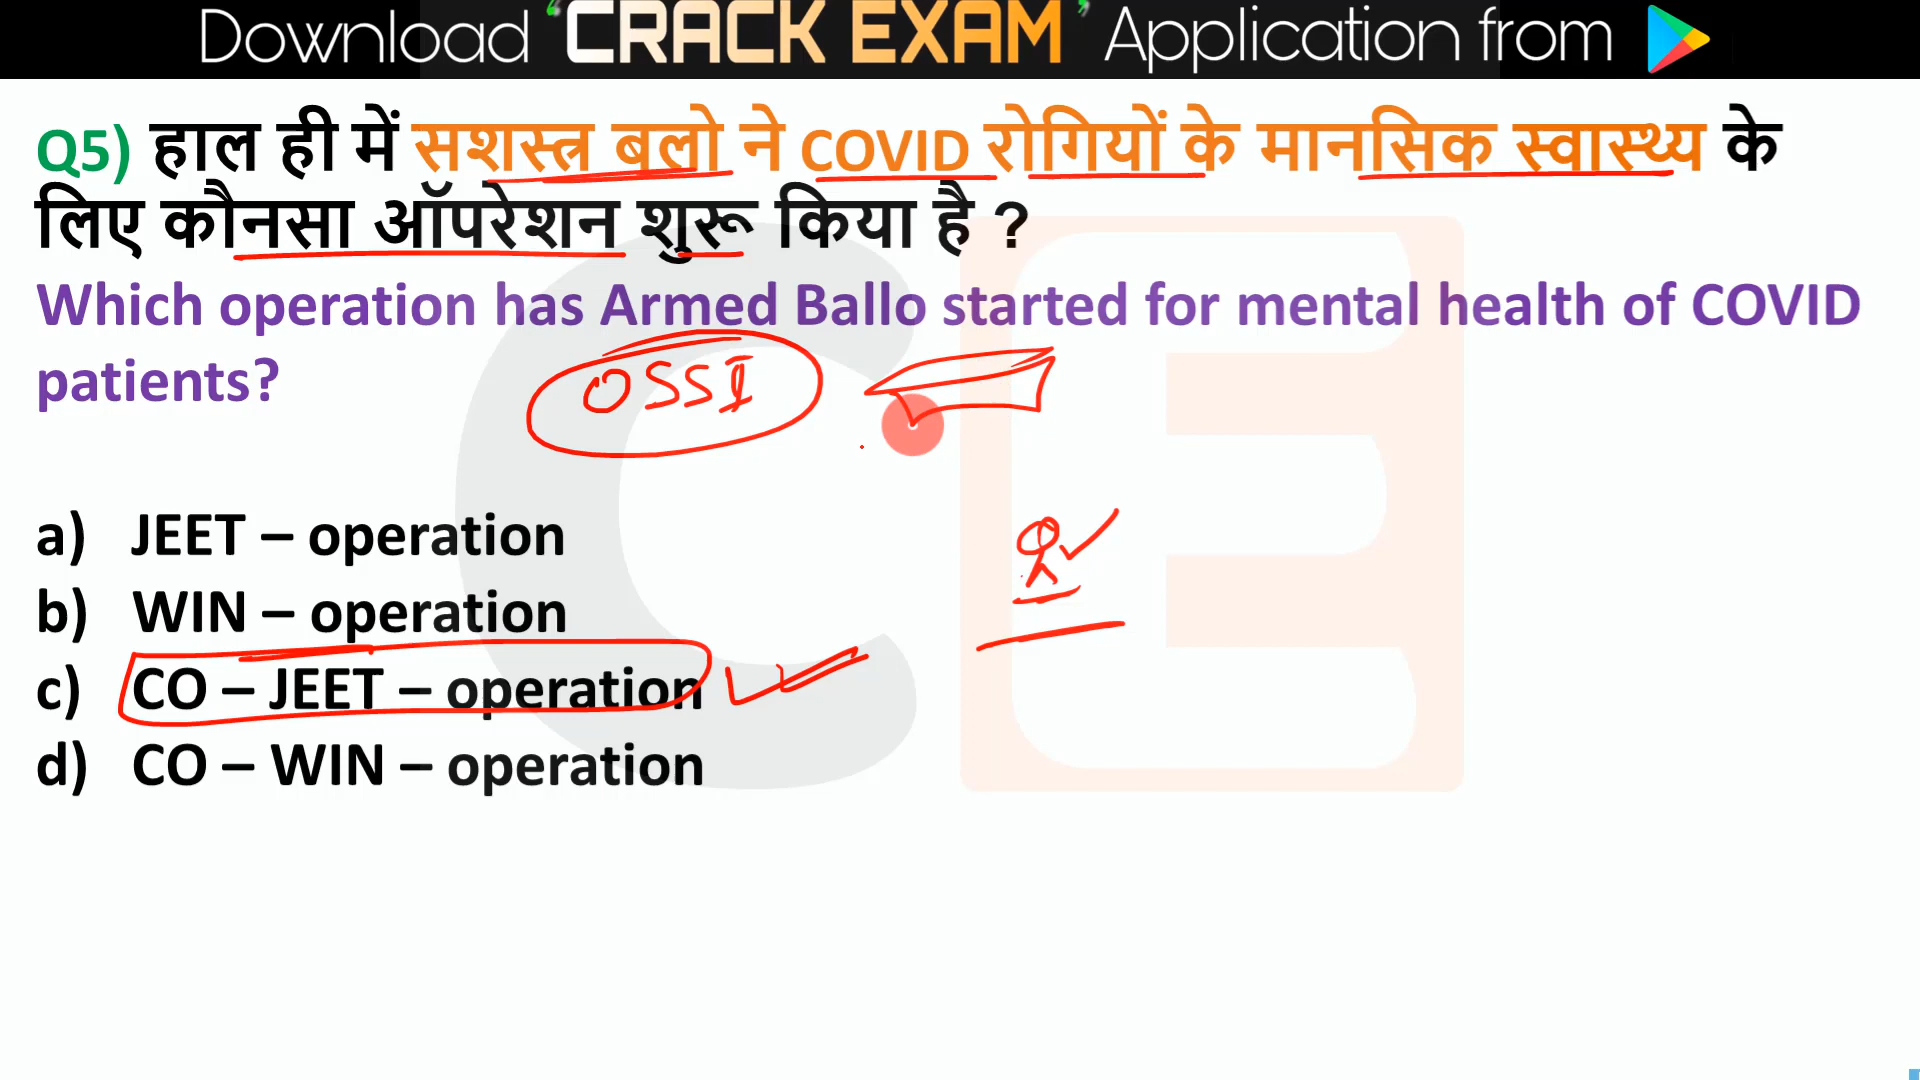 Download ‘CRACK EXAM’ Application from
Q5) हाल ही में सशस्त्र बलो ने COVID रोगियों के मानसिक स्वास्थ्य के
लिए कौनसा ऑपरेशन शुरू किया है ?
Which operation has Armed Ballo started for mental health of COVID
patients?
OSSI
a) JEET – operation
b) WIN – operation
c) CO – JEET – operation
d) CO – WIN – operation
CE